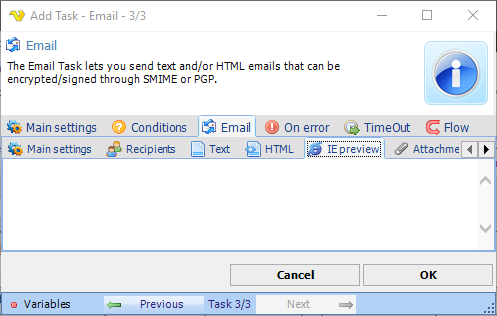 Add Task - Email - 3/3
Email
The Email Task lets you send text and/or HTML emails that can be
encrypted/signed through SMIME or PGP.
Main settings Conditions Email On error TimeOut Flow
Main settings Recipients Text HTML IE preview Attachme
Cancel OK
Variables Previous Task 3/3 Next